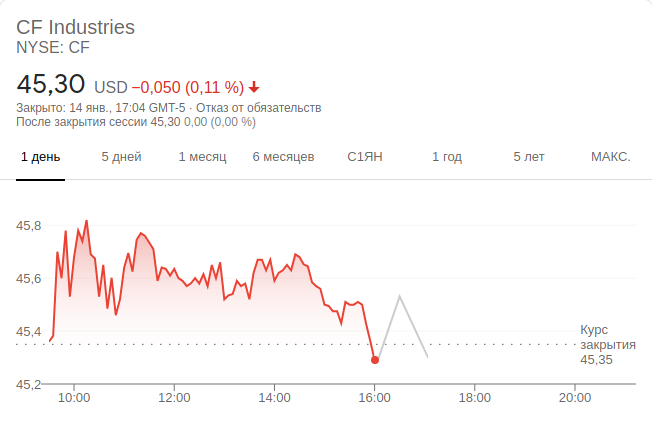 CF Industries
NYSE: CF
45,30 USD −0,050 (0,11 %)
Закрыто: 14 янв., 17:04 GMT-5 · Отказ от обязательств
После закрытия сессии 45,30 0,00 (0,00 %)
1 день 5 дней 1 месяц 6 месяцев С1ЯН 1 год 5 лет МАКС.
45,8
45,6
45,4
45,2
Курс
закрытия
45,35
10:00 12:00 14:00 16:00 18:00 20:00